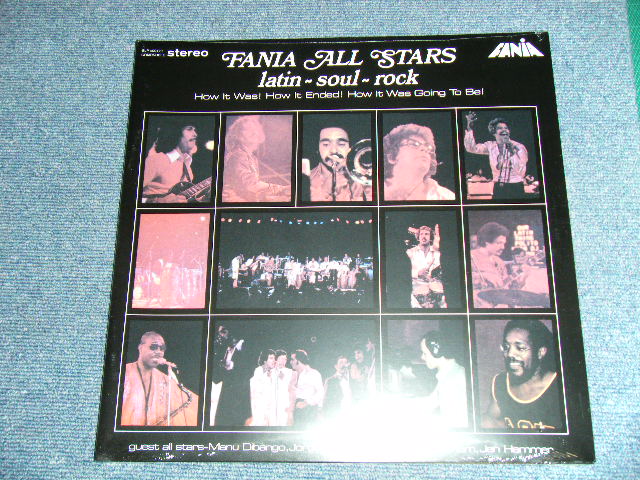 stereo
FANIA
FANIA ALL STARS
latin~soul~rock
How It Was! How It Ended! How It Was Going To Be!
guest all stars-Manu Dibango, Jan Hammer